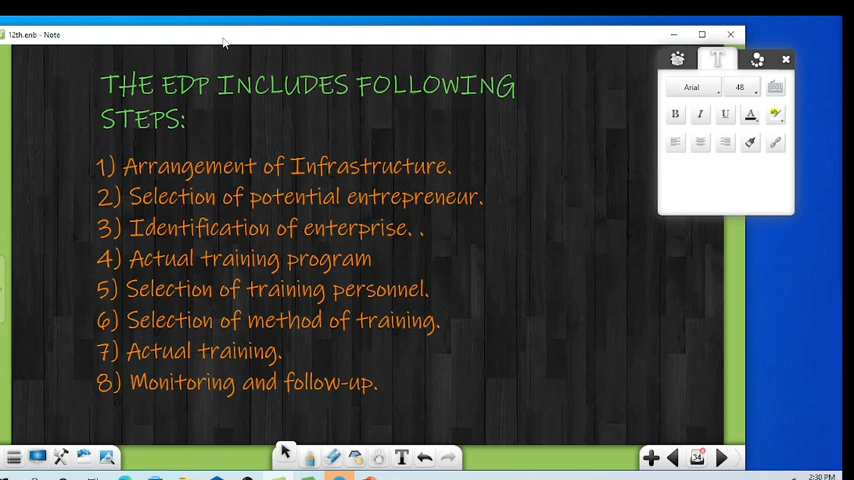 12th.enb - Note
THE EDP INCLUDES FOLLOWING
STEPS:
1) Arrangement of Infrastructure.
2) Selection of potential entrepreneur.
3) Identification of enterprise. .
4) Actual training program
5) Selection of training personnel.
6) Selection of method of training.
7) Actual training.
8) Monitoring and follow-up.
T
Arial 48
B I U A
T
34
2:30 PM